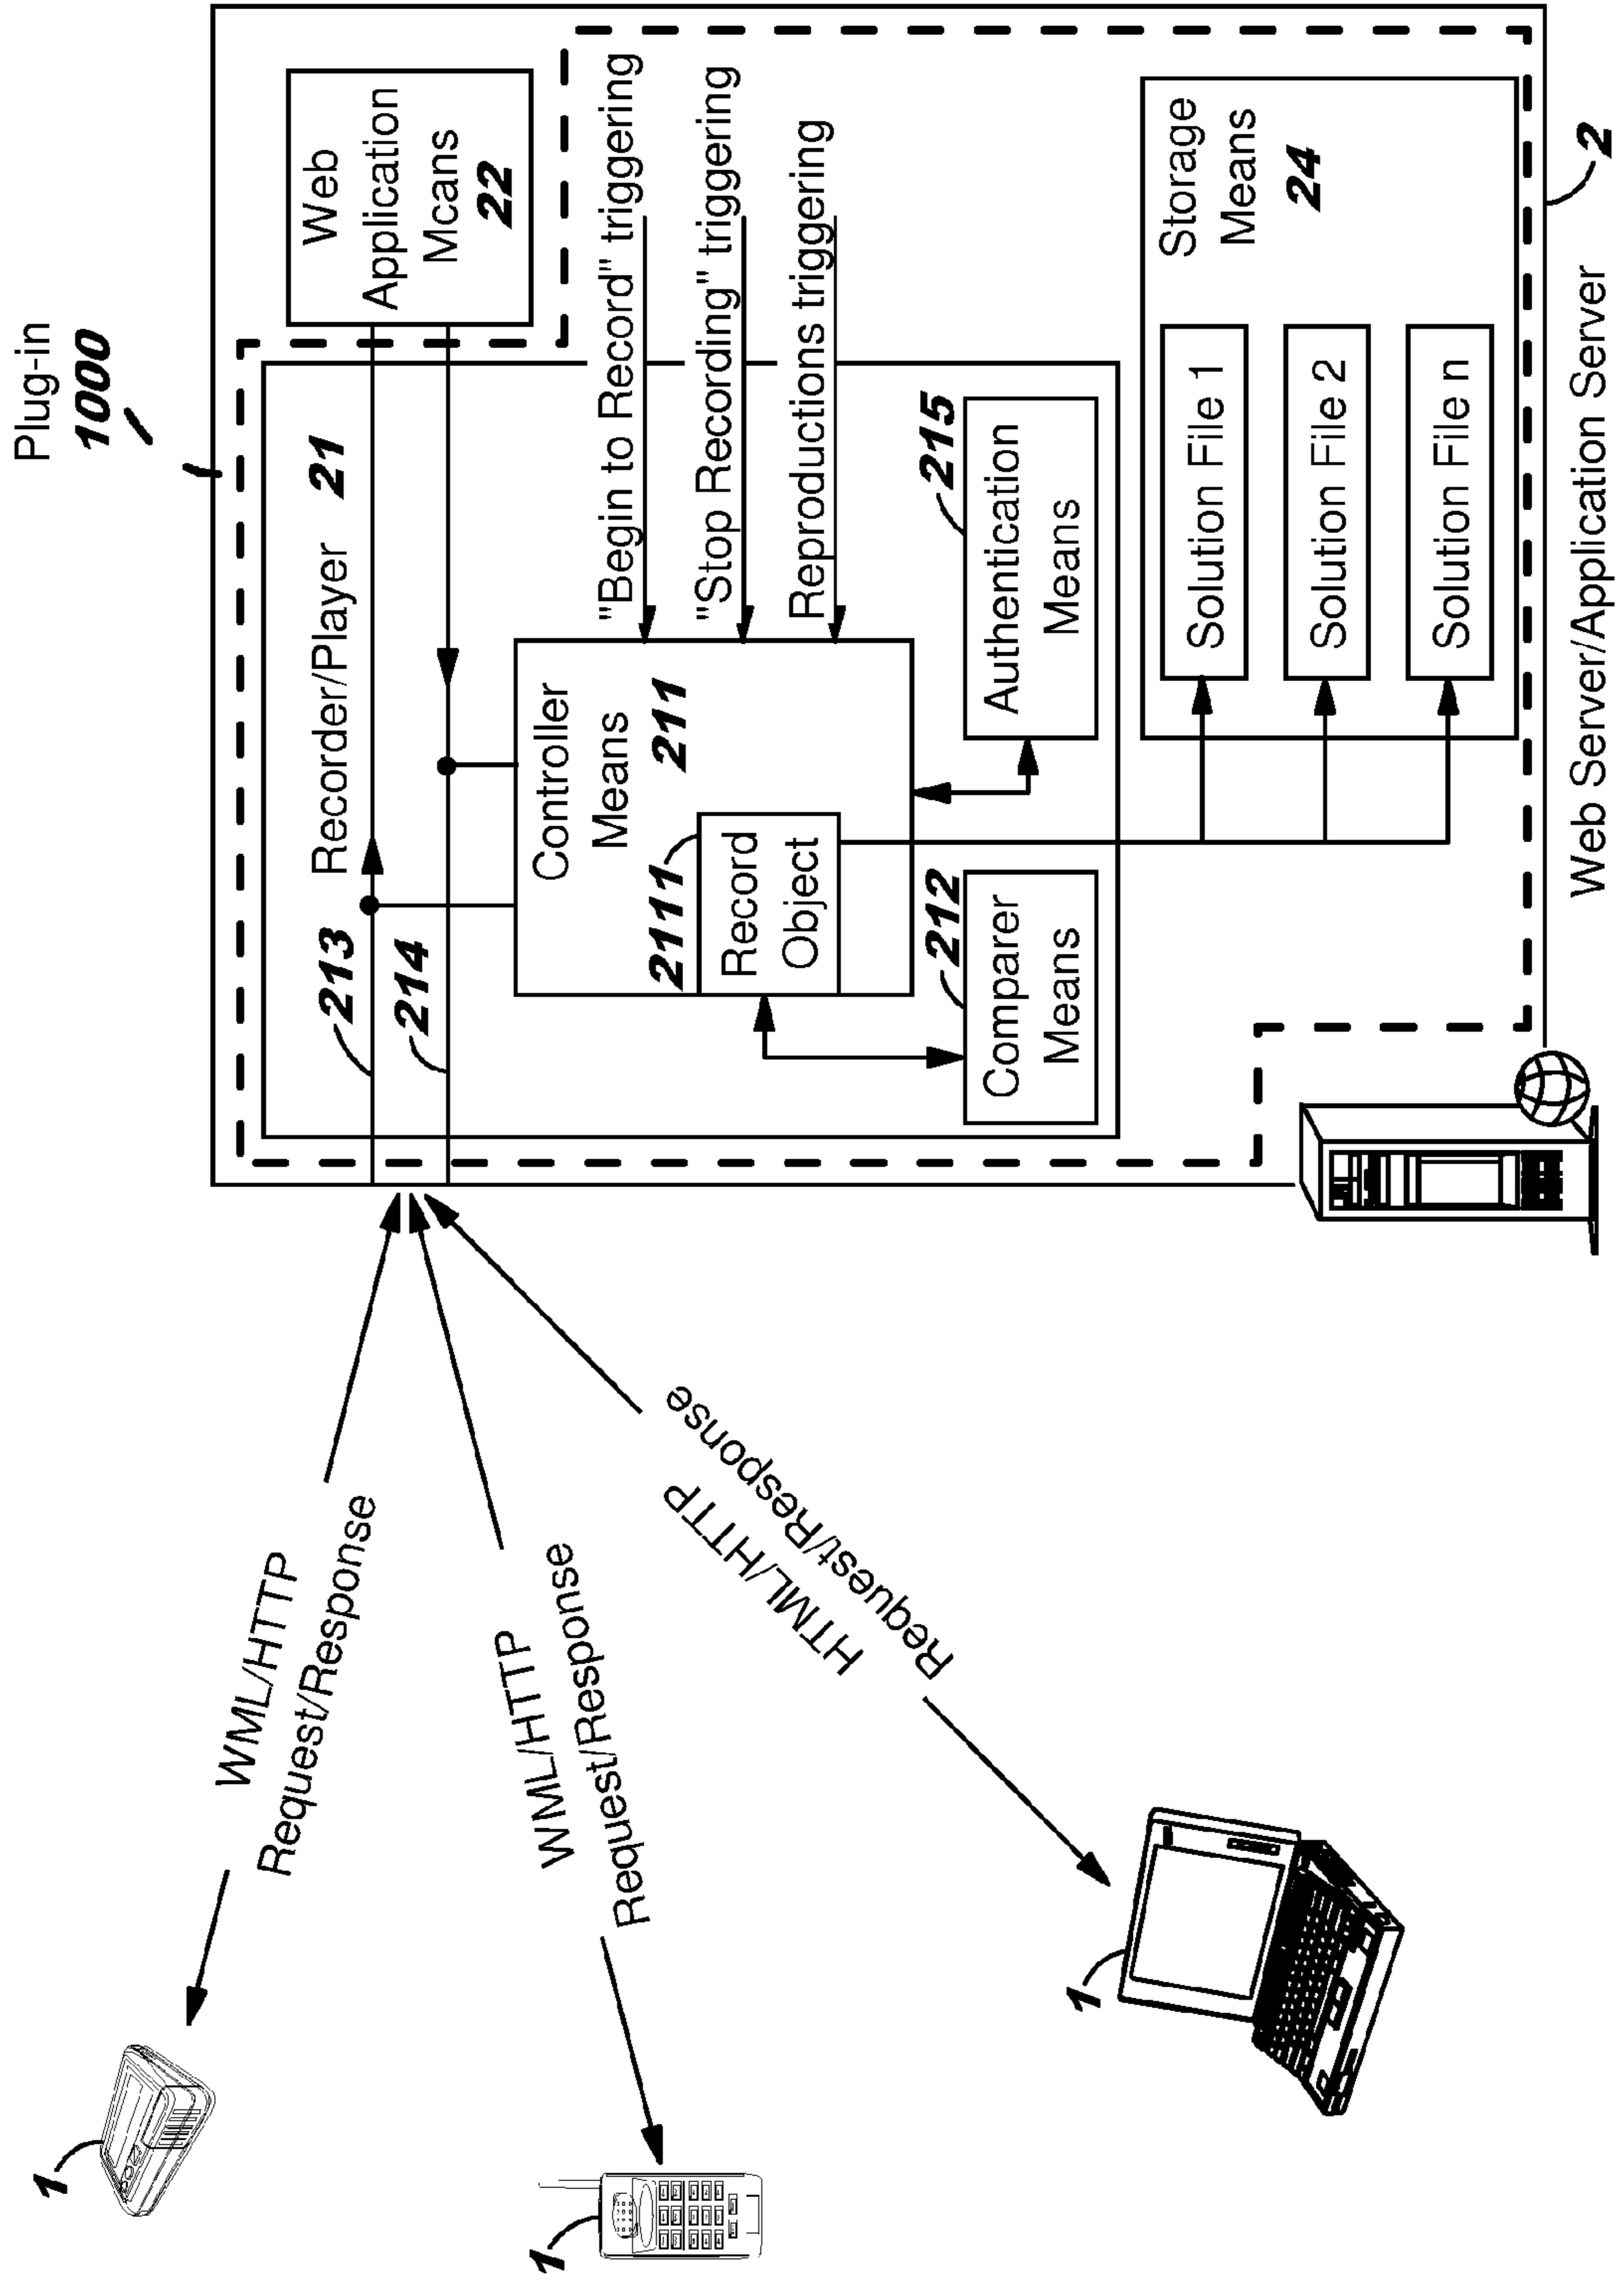 Plug-in
1000
Web
Application
Mcans
22
Recorder/Player 21
213
214
"Begin to Record" triggering
"Stop Recording" triggering
Reproductions triggering
Controller
Means 211
2111
Record
Object
215
Authentication
Means
212
Comparer
Means
Storage
Means
24
Solution File 1
Solution File 2
Solution File n
2
Web Server/Application Server
WML/HTTP
Request/Response
WML/HTTP
Request/Response
HTML/HTTP
Request/Response
1
1
1